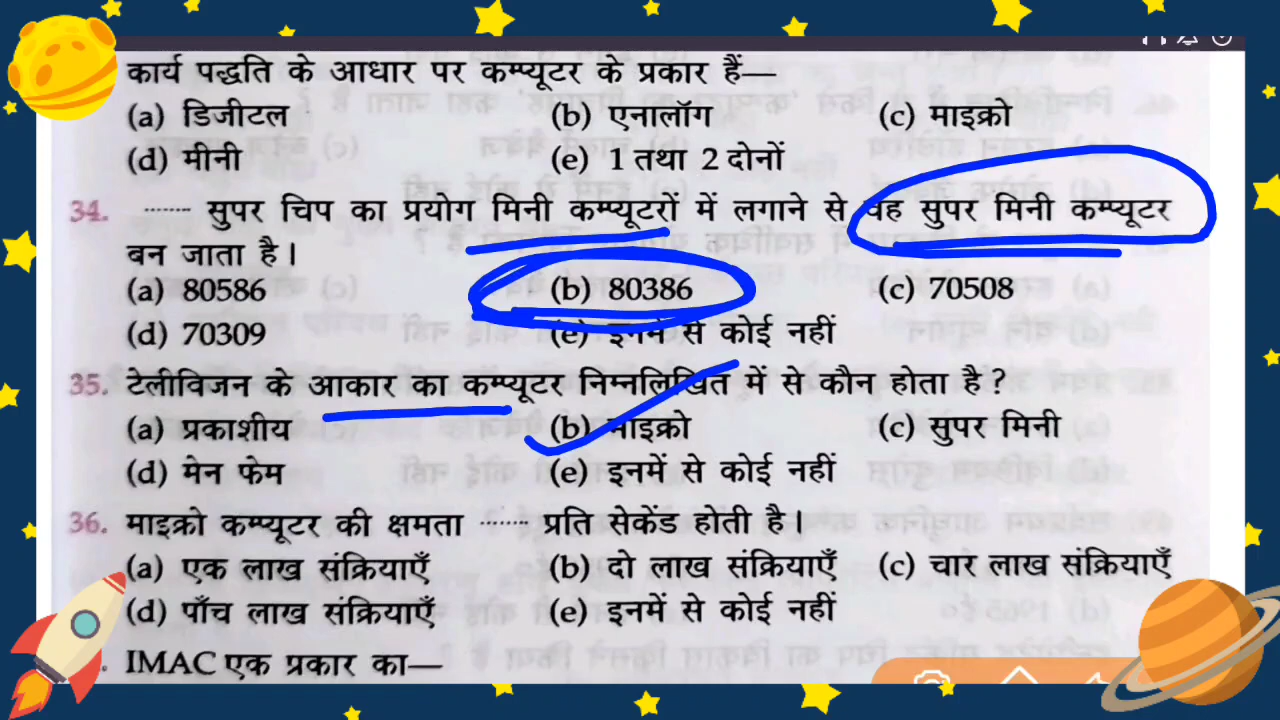 कार्य पद्धति के आधार पर कम्प्यूटर के प्रकार हैं—
(a) डिजीटल (b) एनालॉग (c) माइक्रो
(d) मीनी (e) 1 तथा 2 दोनों
34. ....... सुपर चिप का प्रयोग मिनी कम्प्यूटरों में लगाने से वह सुपर मिनी कम्प्यूटर
बन जाता है।
(a) 80586 (b) 80386 (c) 70508
(d) 70309 (e) इनमें से कोई नहीं
35. टेलीविजन के आकार का कम्प्यूटर निम्नलिखित में से कौन होता है?
(a) प्रकाशीय (b) माइक्रो (c) सुपर मिनी
(d) मेन फेम (e) इनमें से कोई नहीं
36. माइक्रो कम्प्यूटर की क्षमता ....... प्रति सेकेंड होती है।
(a) एक लाख संक्रियाएँ (b) दो लाख संक्रियाएँ (c) चार लाख संक्रियाएँ
(d) पाँच लाख संक्रियाएँ (e) इनमें से कोई नहीं
. IMAC एक प्रकार का—